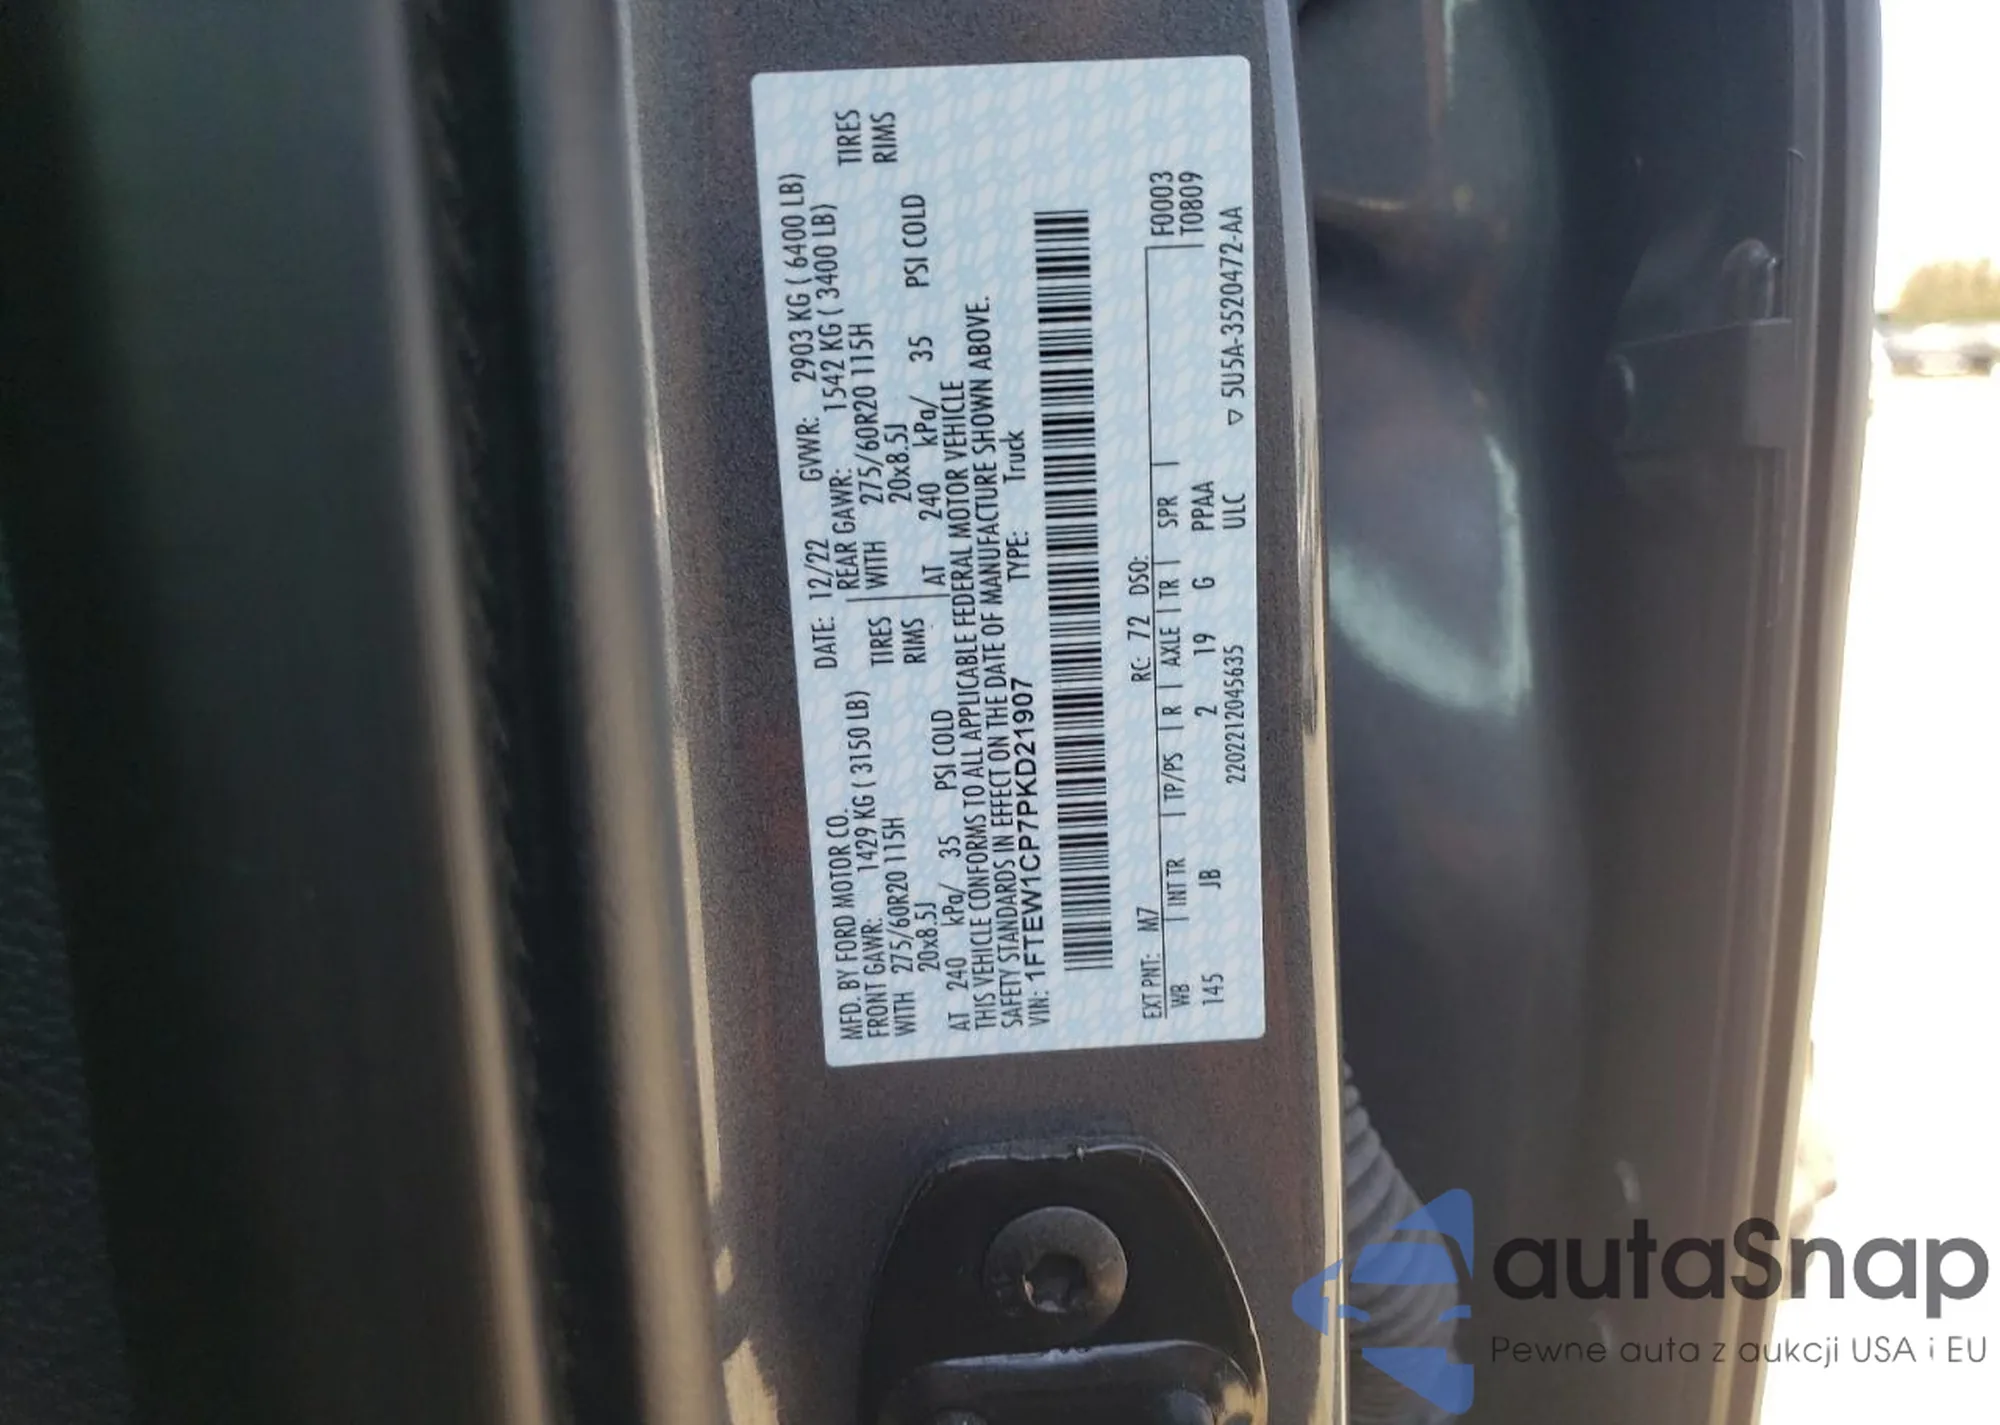 MFD. BY FORD MOTOR CO. DATE: 12/22 GVWR: 2903 KG ( 6400 LB)
FRONT GAWR: 1429 KG ( 3150 LB) REAR GAWR: 1542 KG ( 3400 LB)
WITH 275/60R20 115H TIRES WITH 275/60R20 115H TIRES
20x8.5J RIMS 20x8.5J RIMS
AT 240 kPa/ 35 PSI COLD AT 240 kPa/ 35 PSI COLD
THIS VEHICLE CONFORMS TO ALL APPLICABLE FEDERAL MOTOR VEHICLE
SAFETY STANDARDS IN EFFECT ON THE DATE OF MANUFACTURE SHOWN ABOVE.
VIN: 1FTEW1CP7PKD21907 TYPE: Truck
EXT PNT: M7 RC: 72 DSO: F0003
WB | INT TR | TP/PS | R | AXLE | TR | SPR | T0809
145 JB 2 19 G PPAA
2202212045635 ULC ▽ 5U5A-3520472-AA
autaSnap
Pewne auta z aukcji USA i EU